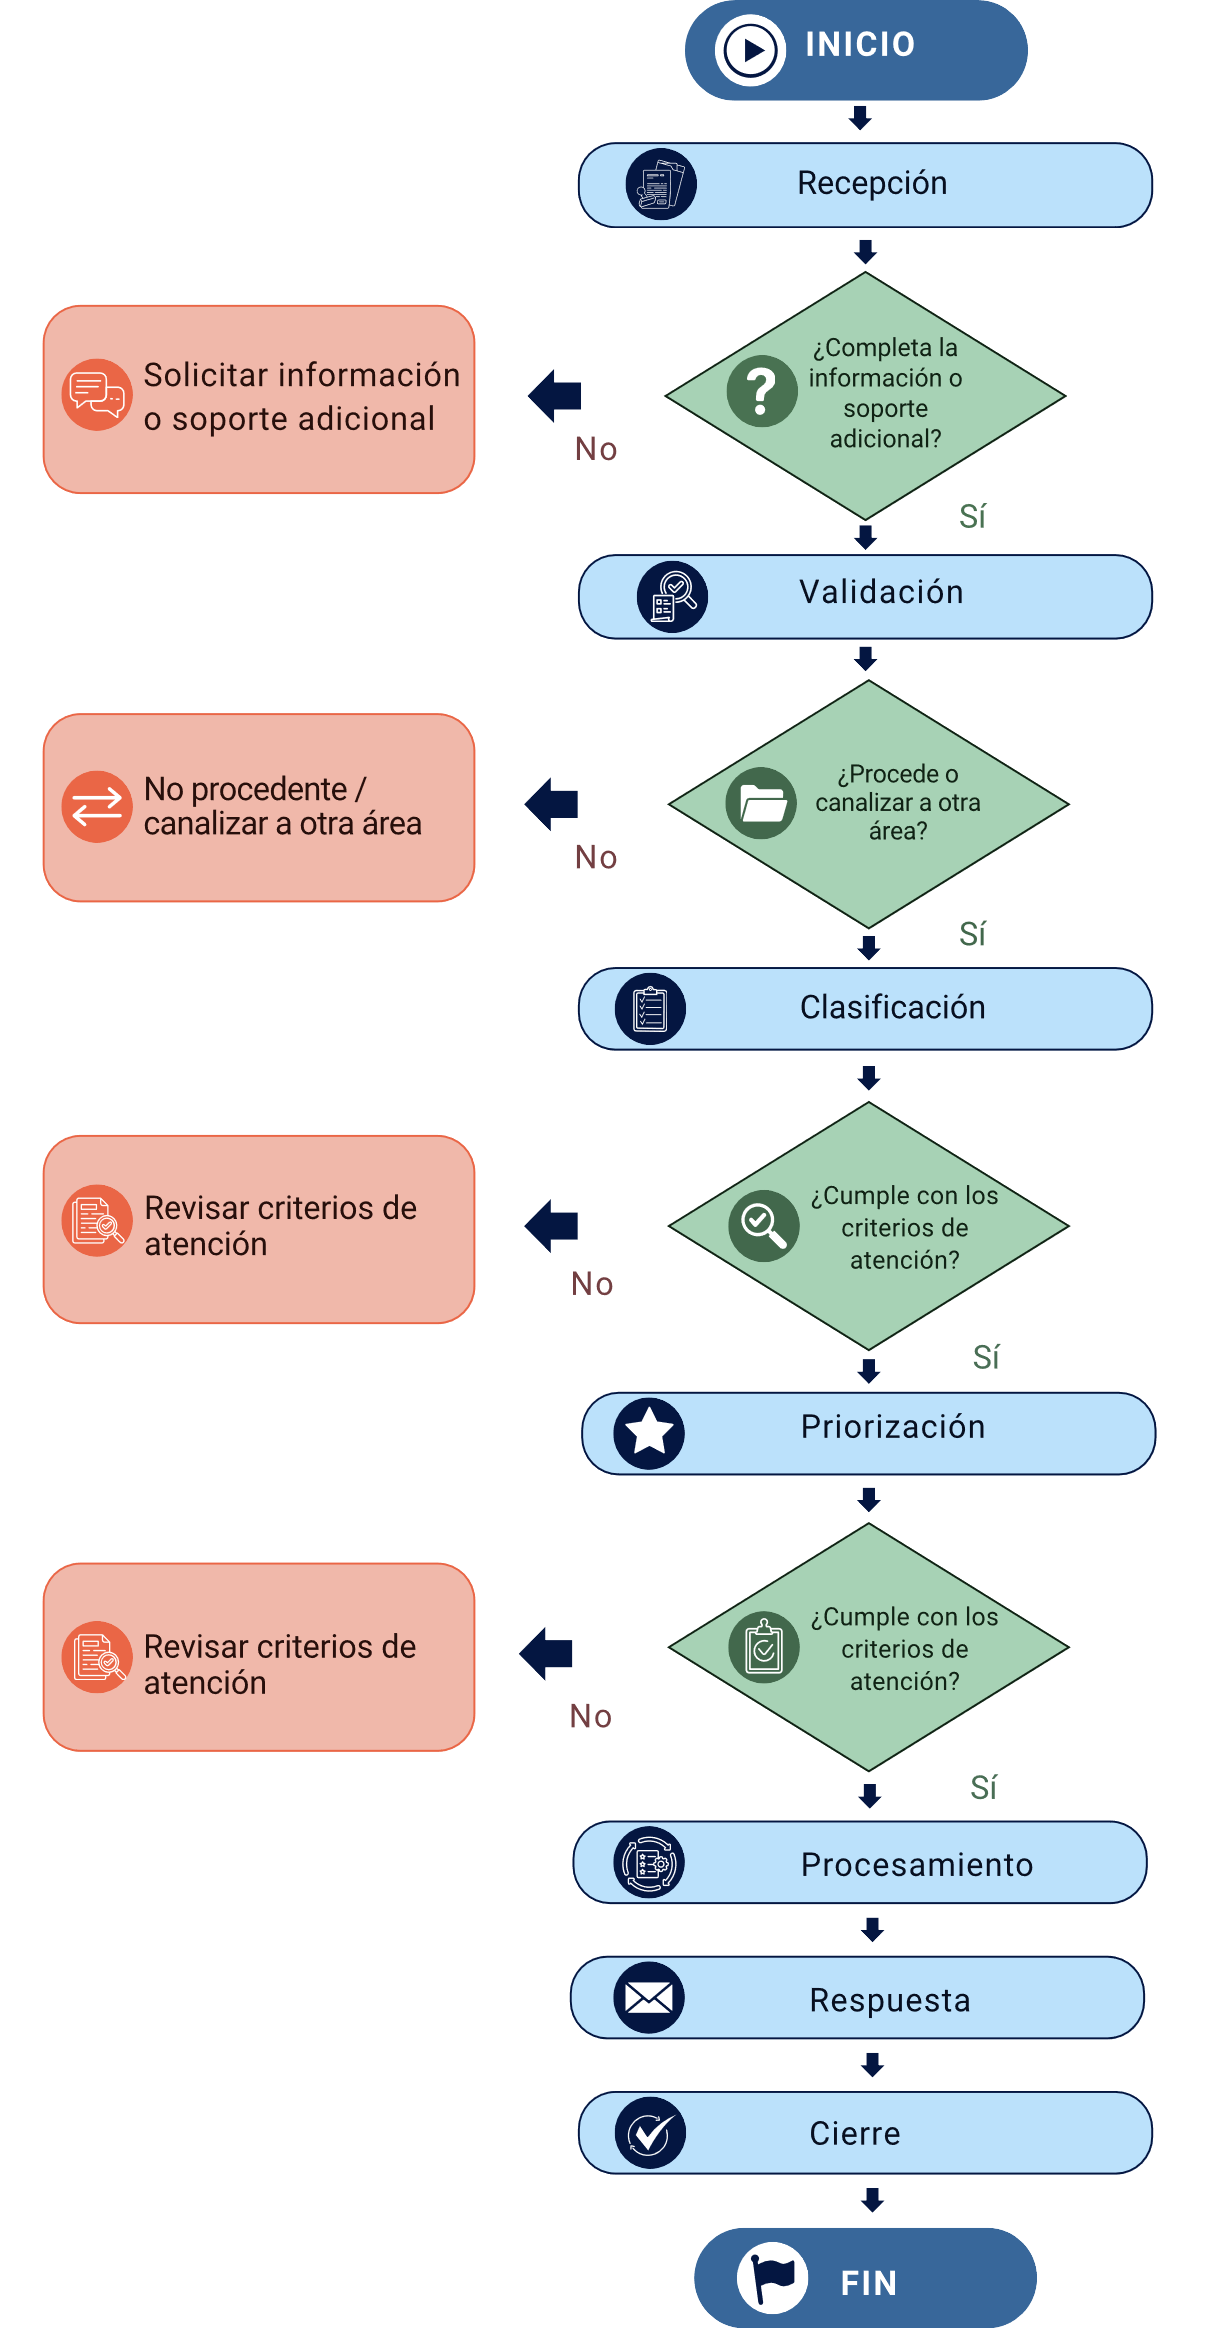 INICIO
Recepción
¿Completa la
información o
soporte
adicional?
Solicitar información
o soporte adicional
No
Sí
Validación
¿Procede o
canalizar a otra
área?
No procedente /
canalizar a otra área
No
Sí
Clasificación
¿Cumple con los
criterios de
atención?
Revisar criterios de
atención
No
Sí
Priorización
¿Cumple con los
criterios de
atención?
Revisar criterios de
atención
No
Sí
Procesamiento
Respuesta
Cierre
FIN